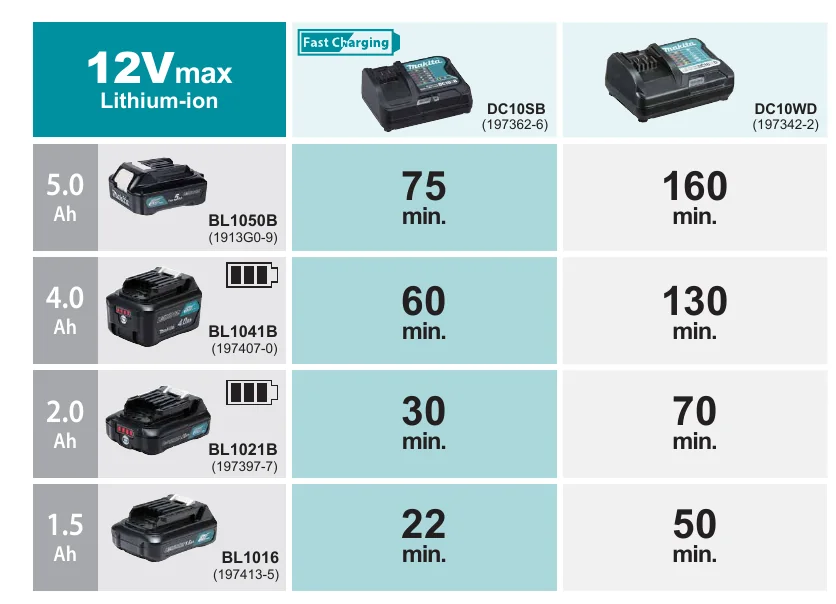 12Vmax
Lithium-ion
Fast Charging
makita
DC10SB
(197362-6)
makita
DC10WD
(197342-2)
5.0
Ah
BL1050B
(1913G0-9)
75
min.
160
min.
4.0
Ah
BL1041B
(197407-0)
60
min.
130
min.
2.0
Ah
BL1021B
(197397-7)
30
min.
70
min.
1.5
Ah
BL1016
(197413-5)
22
min.
50
min.